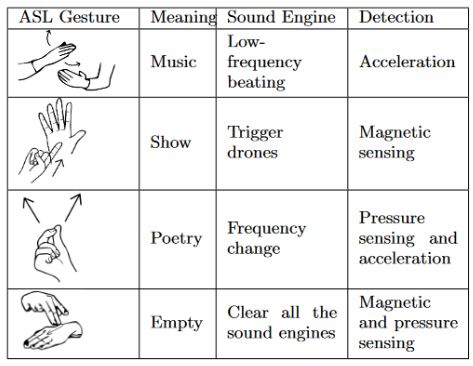 ASL Gesture Meaning Sound Engine Detection
Music Low-frequency beating Acceleration
Show Trigger drones Magnetic sensing
Poetry Frequency change Pressure sensing and acceleration
Empty Clear all the sound engines Magnetic and pressure sensing